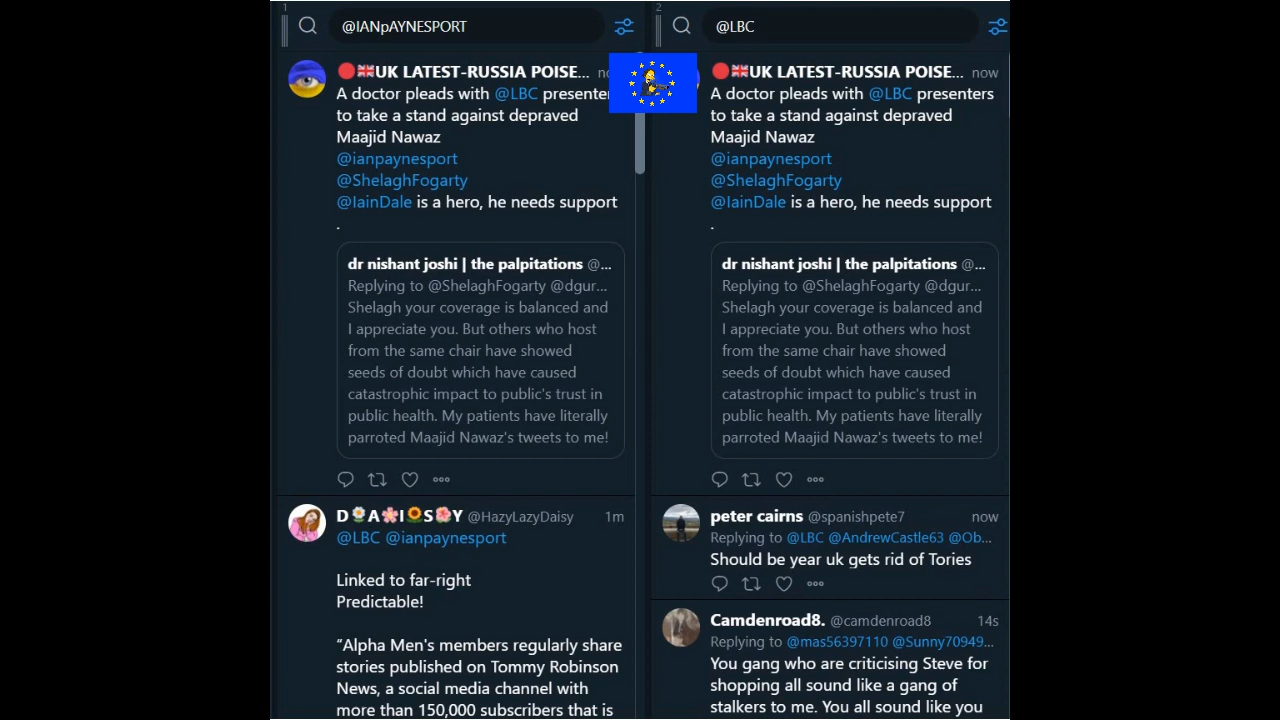 1
@IANpAYNESPORT
🔴🇬🇧UK LATEST-RUSSIA POISE...
A doctor pleads with @LBC presenter
to take a stand against depraved
Maajid Nawaz
@ianpaynesport
@ShelaghFogarty
@IainDale is a hero, he needs support
.
dr nishant joshi | the palpitations @...
Replying to @ShelaghFogarty @dgur...
Shelagh your coverage is balanced and
I appreciate you. But others who host
from the same chair have showed
seeds of doubt which have caused
catastrophic impact to public's trust in
public health. My patients have literally
parroted Maajid Nawaz's tweets to me!
D🌼A🌸I🌻S🌺Y @HazyLazyDaisy 1m
@LBC @ianpaynesport
Linked to far-right
Predictable!
“Alpha Men's members regularly share
stories published on Tommy Robinson
News, a social media channel with
more than 150,000 subscribers that is
2
@LBC
🔴🇬🇧UK LATEST-RUSSIA POISE... now
A doctor pleads with @LBC presenters
to take a stand against depraved
Maajid Nawaz
@ianpaynesport
@ShelaghFogarty
@IainDale is a hero, he needs support
.
dr nishant joshi | the palpitations @...
Replying to @ShelaghFogarty @dgur...
Shelagh your coverage is balanced and
I appreciate you. But others who host
from the same chair have showed
seeds of doubt which have caused
catastrophic impact to public's trust in
public health. My patients have literally
parroted Maajid Nawaz's tweets to me!
peter cairns @spanishpete7 now
Replying to @LBC @AndrewCastle63 @Ob...
Should be year uk gets rid of Tories
Camdenroad8. @camdenroad8 14s
Replying to @mas56397110 @Sunny70949...
You gang who are criticising Steve for
shopping all sound like a gang of
stalkers to me. You all sound like you